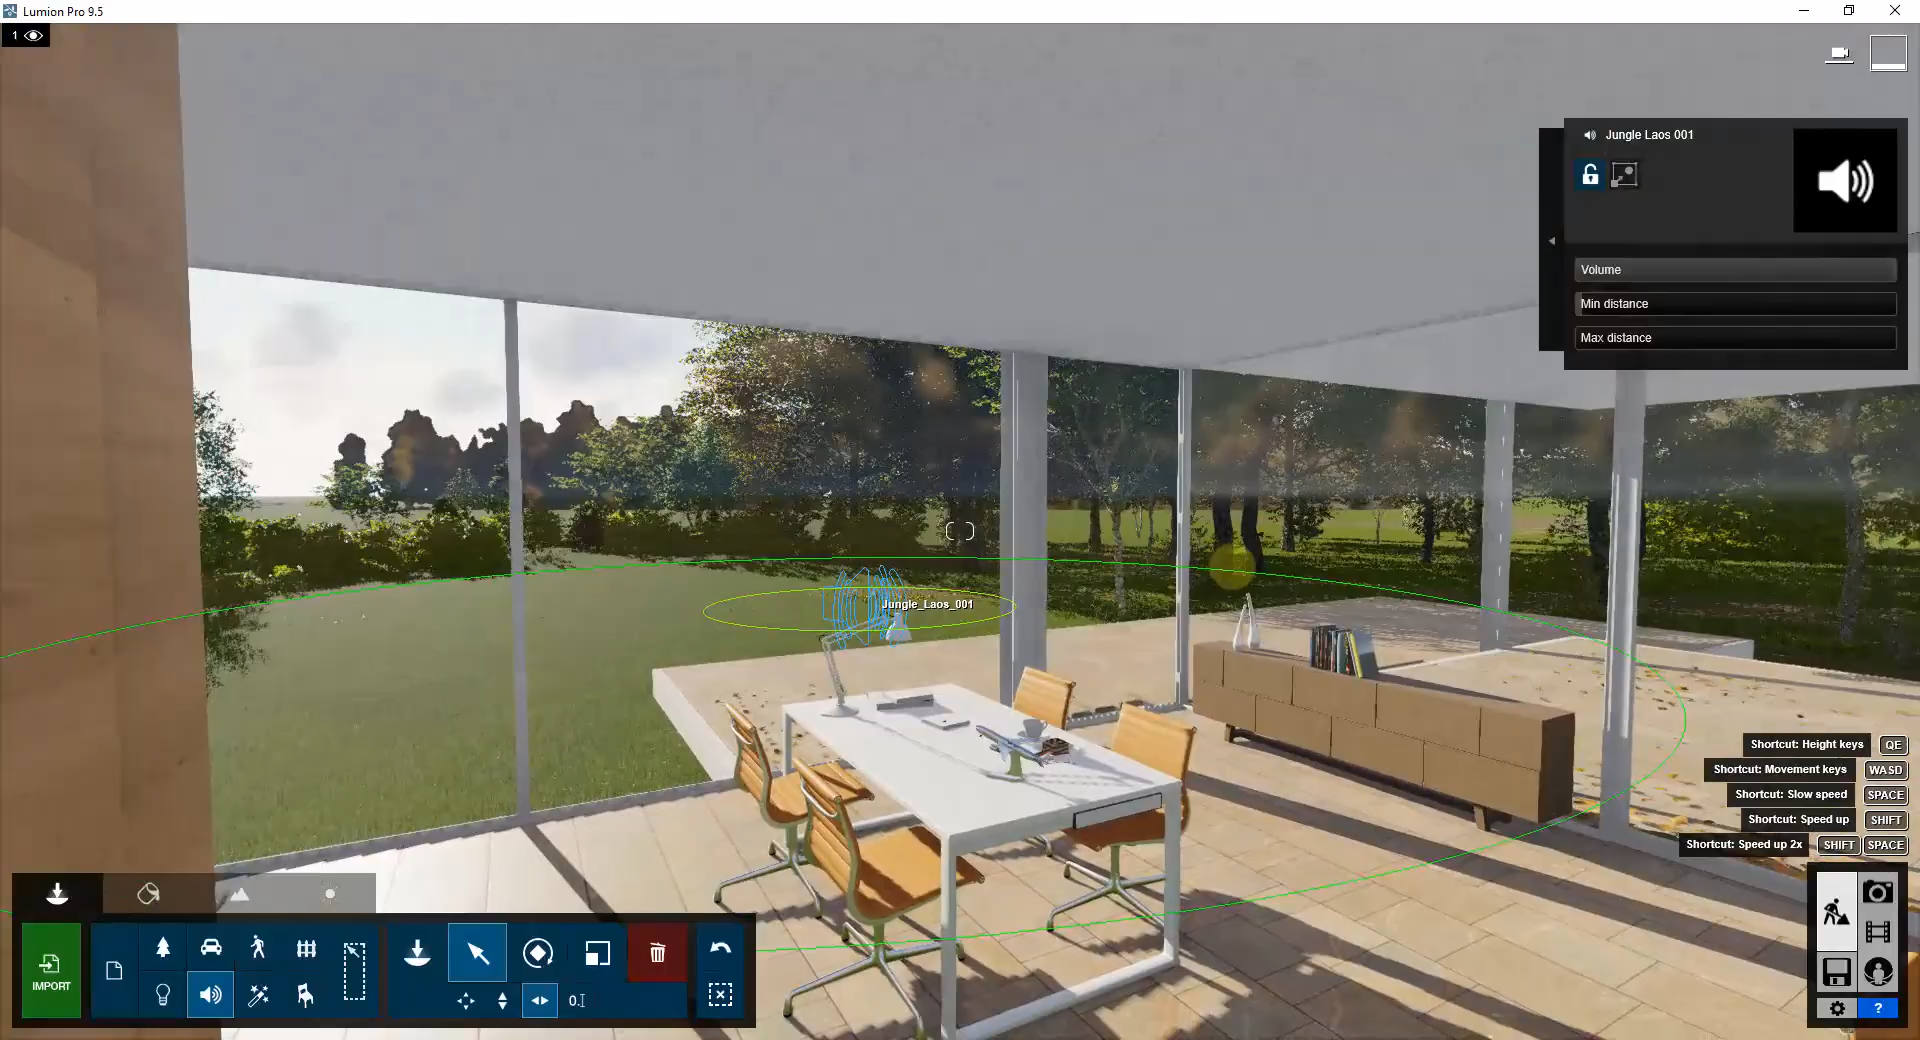 Lumion Pro 9.5
1
Jungle Laos 001
Volume
Min distance
Max distance
Jungle_Laos_001
Shortcut: Height keys QE
Shortcut: Movement keys WASD
Shortcut: Slow speed SPACE
Shortcut: Speed up SHIFT
Shortcut: Speed up 2x SHIFT SPACE
IMPORT
0.
?